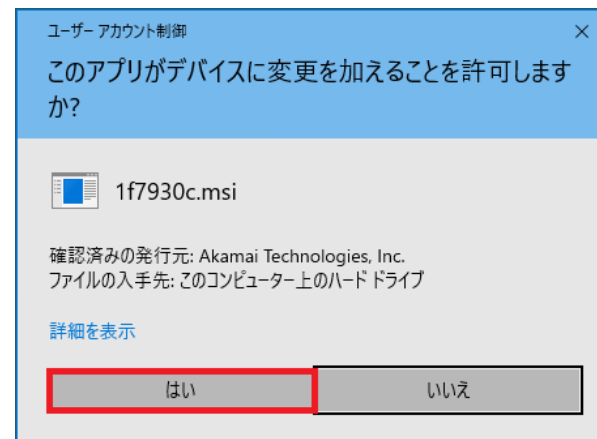 ユーザー アカウント制御
このアプリがデバイスに変更を加えることを許可します
か?
1f7930c.msi
確認済みの発行元: Akamai Technologies, Inc.
ファイルの入手先: このコンピューター上のハード ドライブ
詳細を表示
はい
いいえ